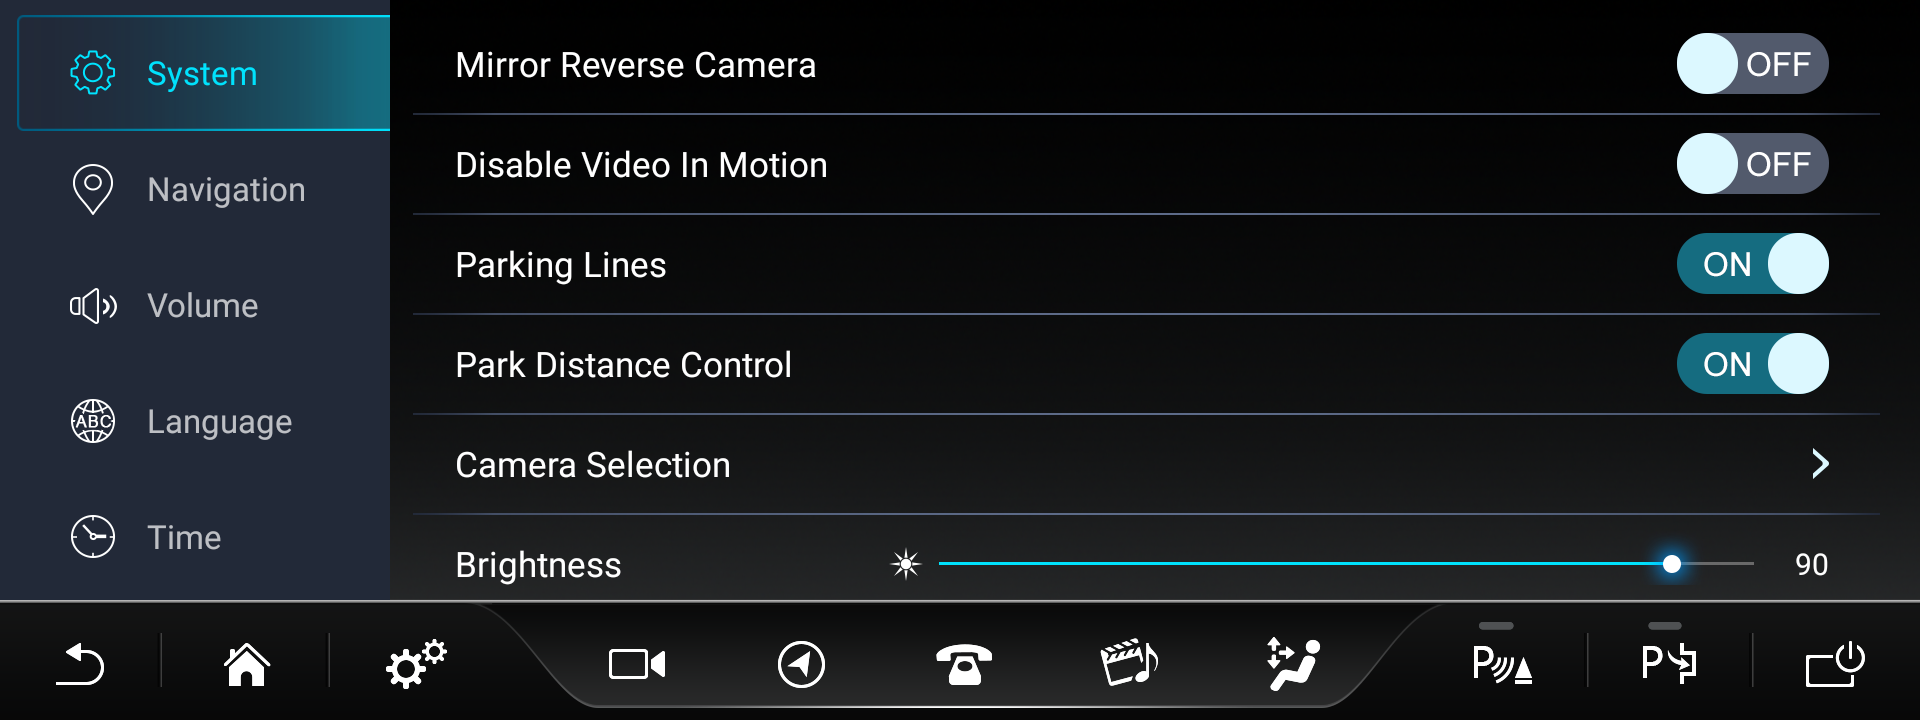 System
Navigation
Volume
ABC
Language
Time
Mirror Reverse Camera OFF
Disable Video In Motion OFF
Parking Lines ON
Park Distance Control ON
Camera Selection
Brightness 90
P P